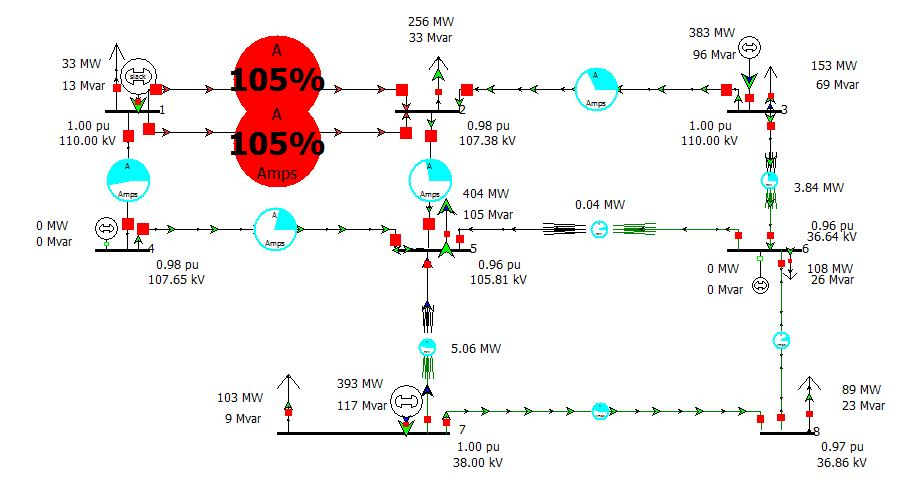 256 MW
33 Mvar
383 MW
96 Mvar
A
33 MW
13 Mvar
slack
105%
A
Amps
153 MW
69 Mvar
1
2
3
1.00 pu
110.00 kV
0.98 pu
107.38 kV
1.00 pu
110.00 kV
105%
Amps
A
Amps
A
Amps
404 MW
105 Mvar
3.84 MW
0 MW
0 Mvar
A
Amps
0.04 MW
0.96 pu
36.64 kV
4
5
6
0.98 pu
107.65 kV
0.96 pu
105.81 kV
0 MW
0 Mvar
108 MW
26 Mvar
5.06 MW
103 MW
9 Mvar
393 MW
117 Mvar
89 MW
23 Mvar
7
8
1.00 pu
38.00 kV
0.97 pu
36.86 kV